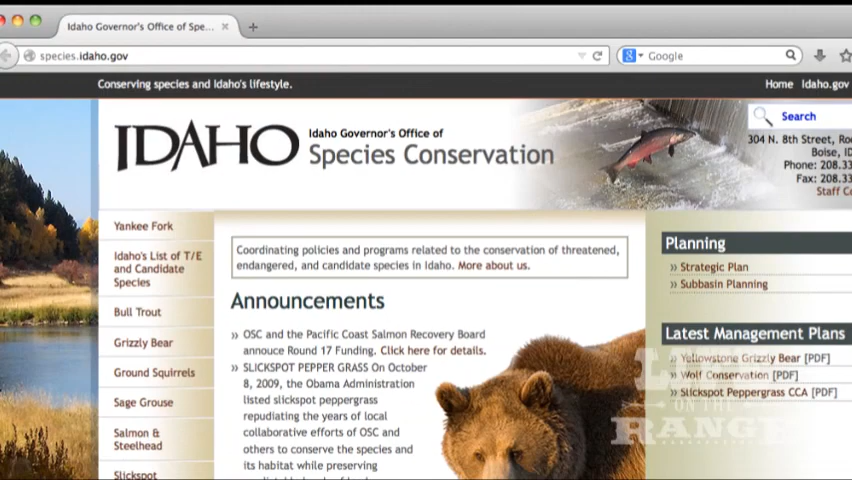 Idaho Governor's Office of Spe...
species.idaho.gov
Google
Conserving species and Idaho's lifestyle.
Home Idaho.gov
IDAHO
Idaho Governor's Office of
Species Conservation
Search
304 N. 8th Street,
Boise,
Phone: 208.33
Fax: 208.33
Staff
Yankee Fork
Idaho's List of T/E
and Candidate
Species
Bull Trout
Grizzly Bear
Ground Squirrels
Sage Grouse
Salmon &
Steelhead
Slickspot
Coordinating policies and programs related to the conservation of threatened,
endangered, and candidate species in Idaho. More about us.
Announcements
» OSC and the Pacific Coast Salmon Recovery Board
annouce Round 17 Funding. Click here for details.
» SLICKSPOT PEPPER GRASS On October
8, 2009, the Obama Administration
listed slickspot peppergrass
repudiating the years of local
collaborative efforts of OSC and
others to conserve the species and
its habitat while preserving
Planning
» Strategic Plan
» Subbasin Planning
Latest Management Plans
» Yellowstone Grizzly Bear [PDF]
» Wolf Conservation [PDF]
» Slickspot Peppergrass CCA [PDF]
LIFE
ON THE
RANGE